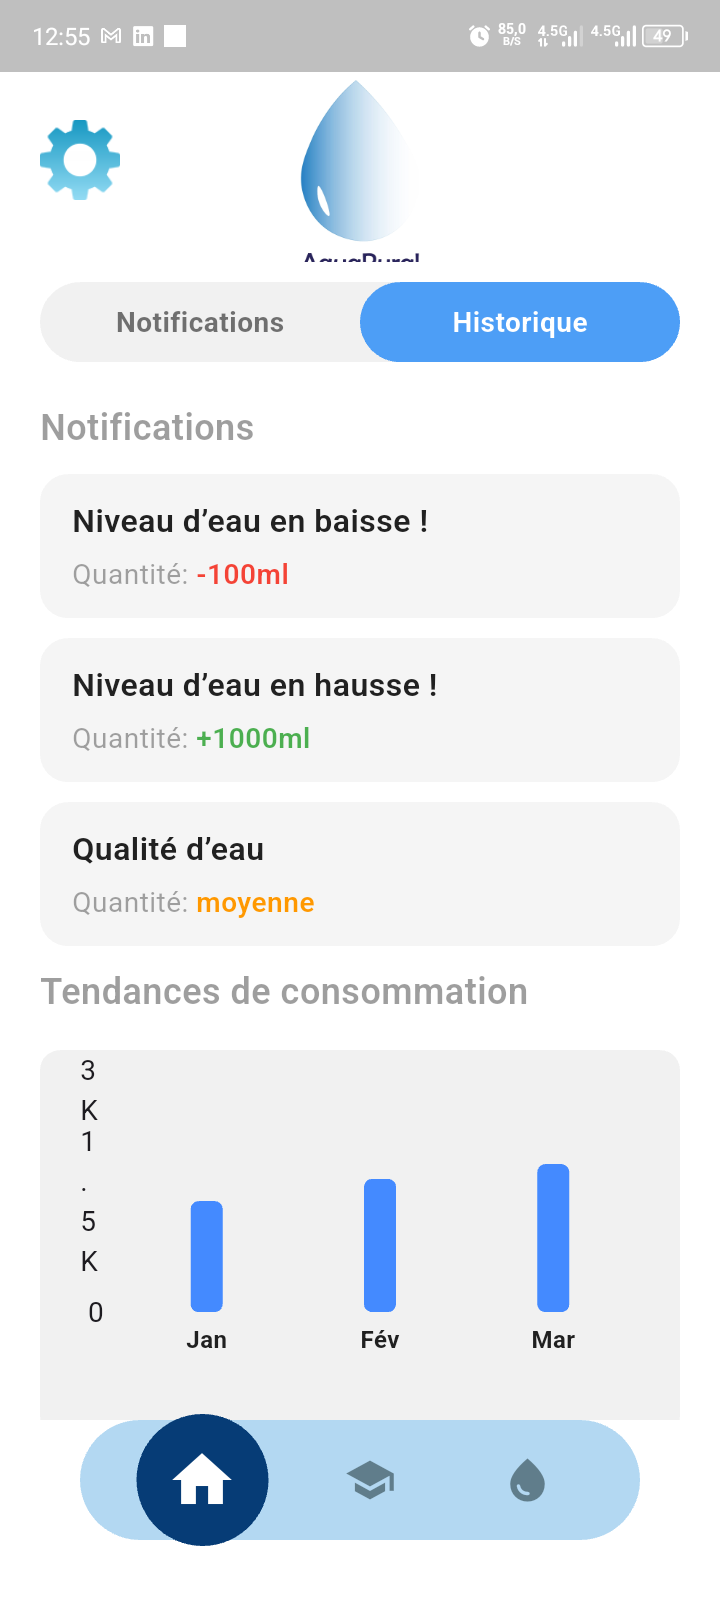 12:55 85,0 B/S 4.5G 4.5G 49
AquaRural
Notifications Historique
Notifications
Niveau d’eau en baisse !
Quantité: -100ml
Niveau d’eau en hausse !
Quantité: +1000ml
Qualité d’eau
Quantité: moyenne
Tendances de consommation
3
K
1
.
5
K
0
Jan Fév Mar